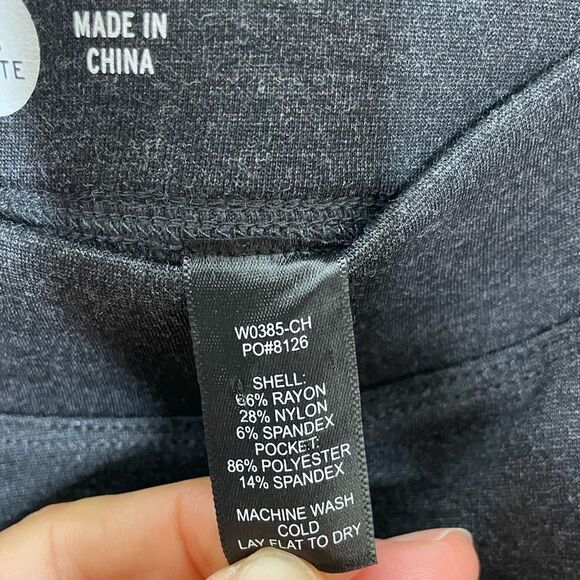 TE
MADE IN
CHINA
W0385-CH
PO#8126
SHELL:
66% RAYON
28% NYLON
6% SPANDEX
POCKET:
86% POLYESTER
14% SPANDEX
MACHINE WASH
COLD
LAY FLAT TO DRY